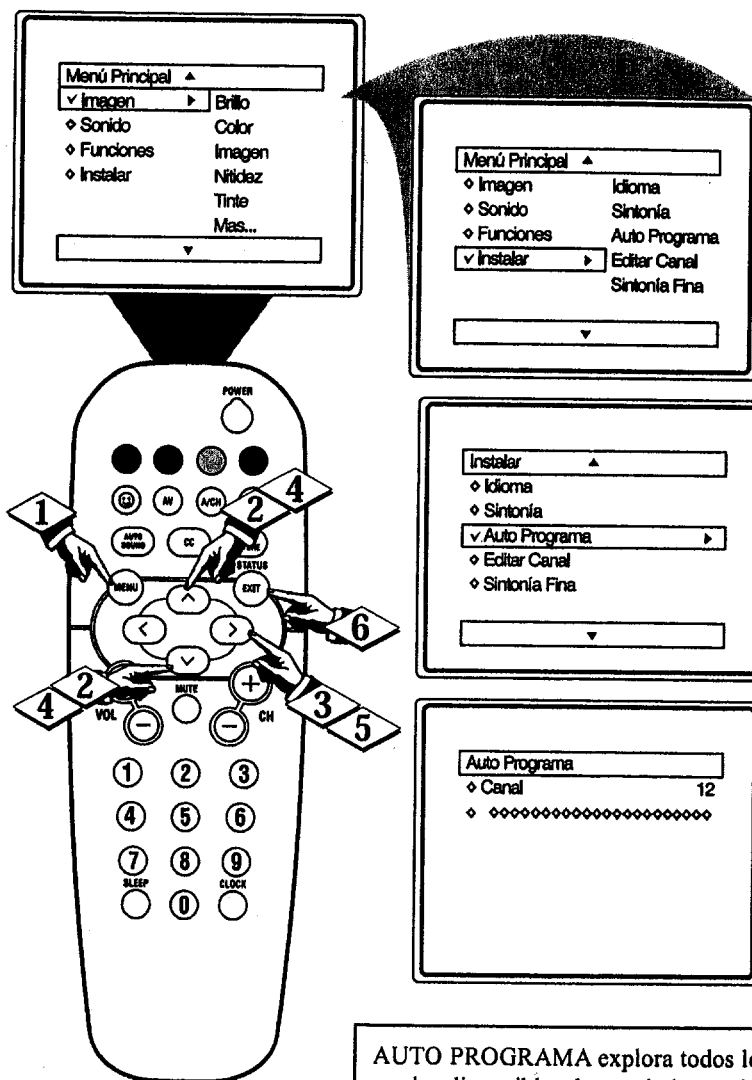 Menú Principal
Imagen
Sonido
Funciones
Instalar
Brillo
Color
Imagen
Nitidez
Tinte
Mas...
Menú Principal
Imagen
Sonido
Funciones
Instalar
Idioma
Sintonía
Auto Programa
Editar Canal
Sintonía Fina
Instalar
Idioma
Sintonía
Auto Programa
Editar Canal
Sintonía Fina
Auto Programa
Canal 12
POWER
AV A/CH
1 2 4
AUTO SOUND CC
STATUS
MENU EXIT
6
4 2 3 5
VOL MUTE CH
1 2 3
4 5 6
7 8 9
SLEEP 0 CLOCK
AUTO PROGRAMA explora todos